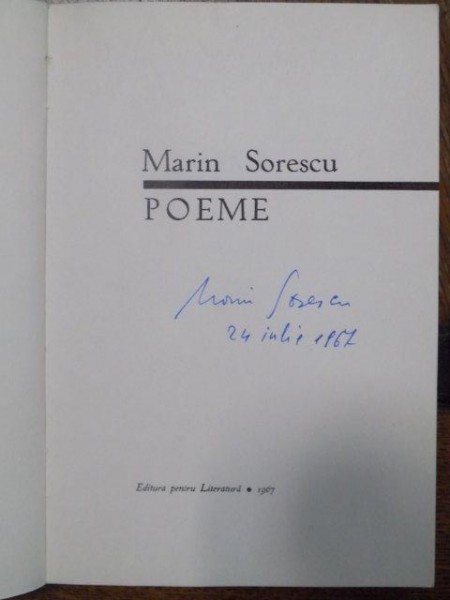 Marin Sorescu
POEME
Marin Sorescu
24 iulie 1967
Editura pentru Literatură • 1967